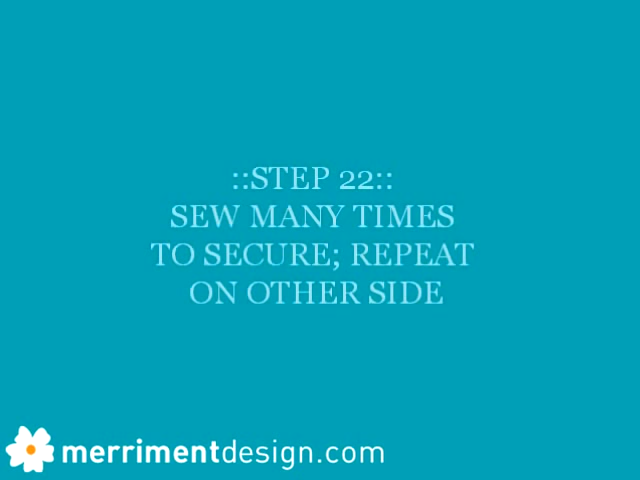 ::STEP 22::
SEW MANY TIMES
TO SECURE; REPEAT
ON OTHER SIDE
merrimentdesign.com